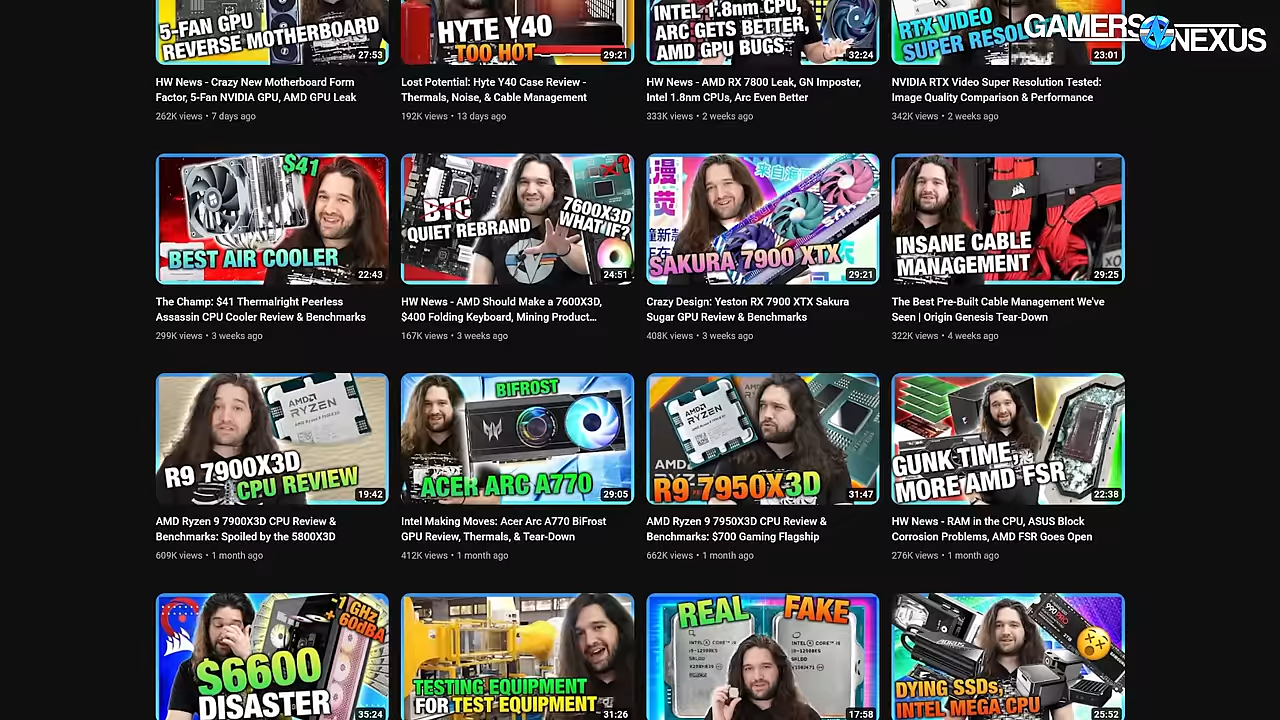 5-FAN GPU
REVERSE MOTHERBOARD
27:53
HYTE Y40
TOO HOT
29:21
INTEL 1.8nm CPU,
ARC GETS BETTER,
AMD GPU BUGS
32:24
RTX VIDEO
SUPER RESOL
23:01
GAMERS NEXUS
HW News - Crazy New Motherboard Form
Factor, 5-Fan NVIDIA GPU, AMD GPU Leak
262K views • 7 days ago
Lost Potential: Hyte Y40 Case Review -
Thermals, Noise, & Cable Management
192K views • 13 days ago
HW News - AMD RX 7800 Leak, GN Imposter,
Intel 1.8nm CPUs, Arc Even Better
333K views • 2 weeks ago
NVIDIA RTX Video Super Resolution Tested:
Image Quality Comparison & Performance
342K views • 2 weeks ago
$41
BEST AIR COOLER
22:43
BTC
QUIET REBRAND
7600X3D
WHAT IF?
24:51
SAKURA 7900 XTX
29:21
INSANE CABLE
MANAGEMENT
29:25
The Champ: $41 Thermalright Peerless
Assassin CPU Cooler Review & Benchmarks
299K views • 3 weeks ago
HW News - AMD Should Make a 7600X3D,
$400 Folding Keyboard, Mining Product...
167K views • 3 weeks ago
Crazy Design: Yeston RX 7900 XTX Sakura
Sugar GPU Review & Benchmarks
408K views • 3 weeks ago
The Best Pre-Built Cable Management We've
Seen | Origin Genesis Tear-Down
322K views • 4 weeks ago
AMD
RYZEN
R9 7900X3D
CPU REVIEW
19:42
BIFROST
ACER ARC A770
29:05
AMD
RYZEN
R9 7950X3D
31:47
GUNK TIME,
MORE AMD FSR
22:38
AMD Ryzen 9 7900X3D CPU Review &
Benchmarks: Spoiled by the 5800X3D
609K views • 1 month ago
Intel Making Moves: Acer Arc A770 BiFrost
GPU Review, Thermals, & Tear-Down
412K views • 1 month ago
AMD Ryzen 9 7950X3D CPU Review &
Benchmarks: $700 Gaming Flagship
662K views • 1 month ago
HW News - RAM in the CPU, ASUS Block
Corrosion Problems, AMD FSR Goes Open
276K views • 1 month ago
-1 GHz
+ 60dBA
$6600
DISASTER
35:24
TESTING EQUIPMENT
FOR TEST EQUIPMENT
31:26
REAL FAKE
17:58
DYING SSDs,
INTEL MEGA CPU
25:52